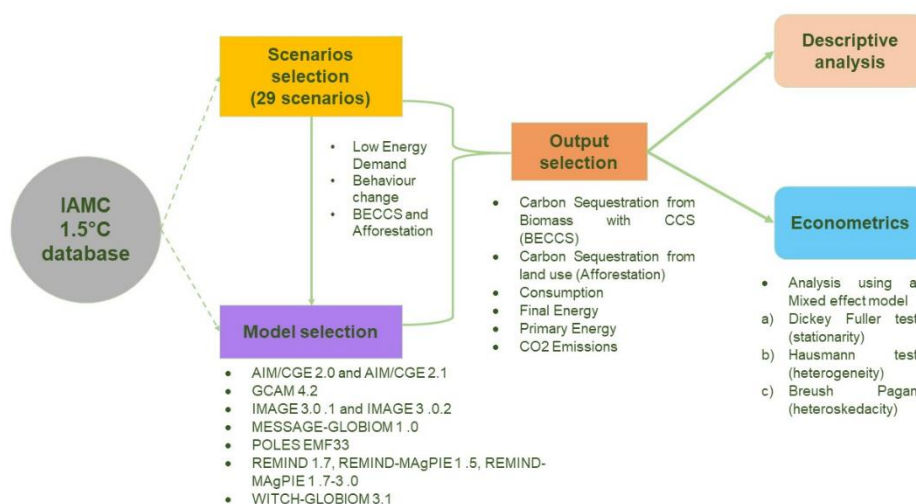 Scenarios
selection
(29 scenarios)
Descriptive
analysis
• Low Energy
Demand
• Behaviour
change
• BECCS and
Afforestation
IAMC
1.5°C
database
Output
selection
• Carbon Sequestration from
Biomass with CCS
(BECCS)
• Carbon Sequestration from
land use (Afforestation)
• Consumption
• Final Energy
• Primary Energy
• CO2 Emissions
Econometrics
• Analysis using a
Mixed effect model
a) Dickey Fuller test
(stationarity)
b) Hausmann test
(heterogeneity)
c) Breush Pagan
(heteroskedacity)
Model selection
• AIM/CGE 2.0 and AIM/CGE 2.1
• GCAM 4.2
• IMAGE 3.0 .1 and IMAGE 3 .0.2
• MESSAGE-GLOBIOM 1 .0
• POLES EMF33
• REMIND 1.7, REMIND-MAgPIE 1 .5, REMIND-
MAgPIE 1.7-3 .0
• WITCH-GLOBIOM 3.1